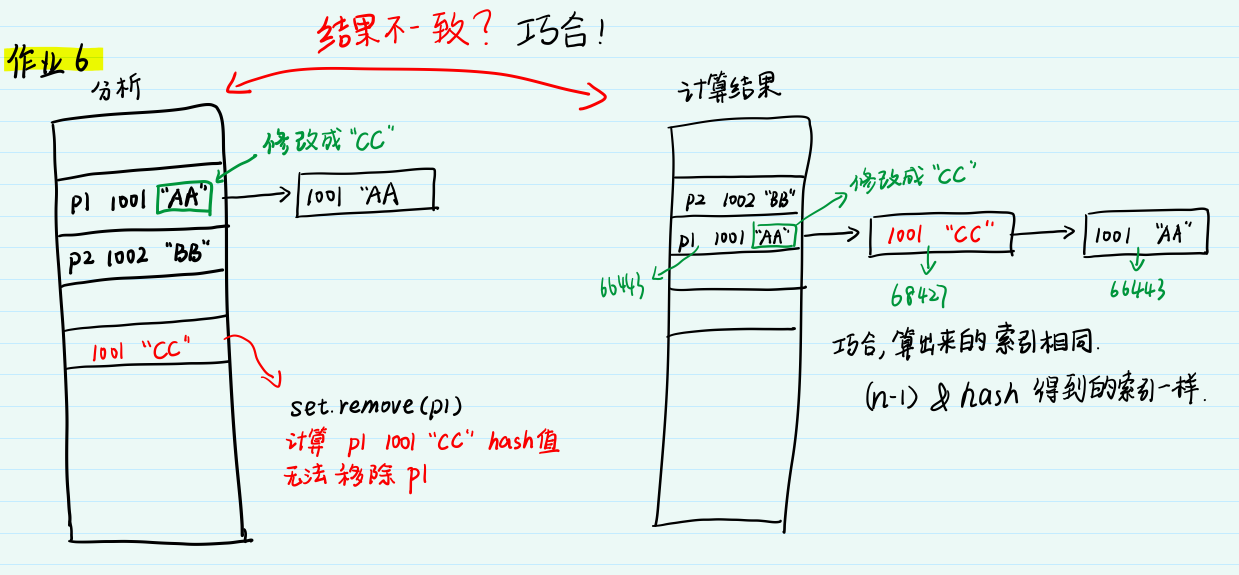 结果不一致? 巧合!
作业6
分析
修改成"CC"
p1 1001 "AA"
1001 "AA
p2 1002 "BB"
1001 "CC"
set.remove(p1)
计算 p1 1001 "CC" hash值
无法移除 p1
计算结果
修改成"CC"
p2 1002 "BB"
p1 1001 "AA"
1001 "CC"
1001 "AA"
66443
68427
66443
巧合,算出来的索引相同.
(n-1) & hash 得到的索引一样.